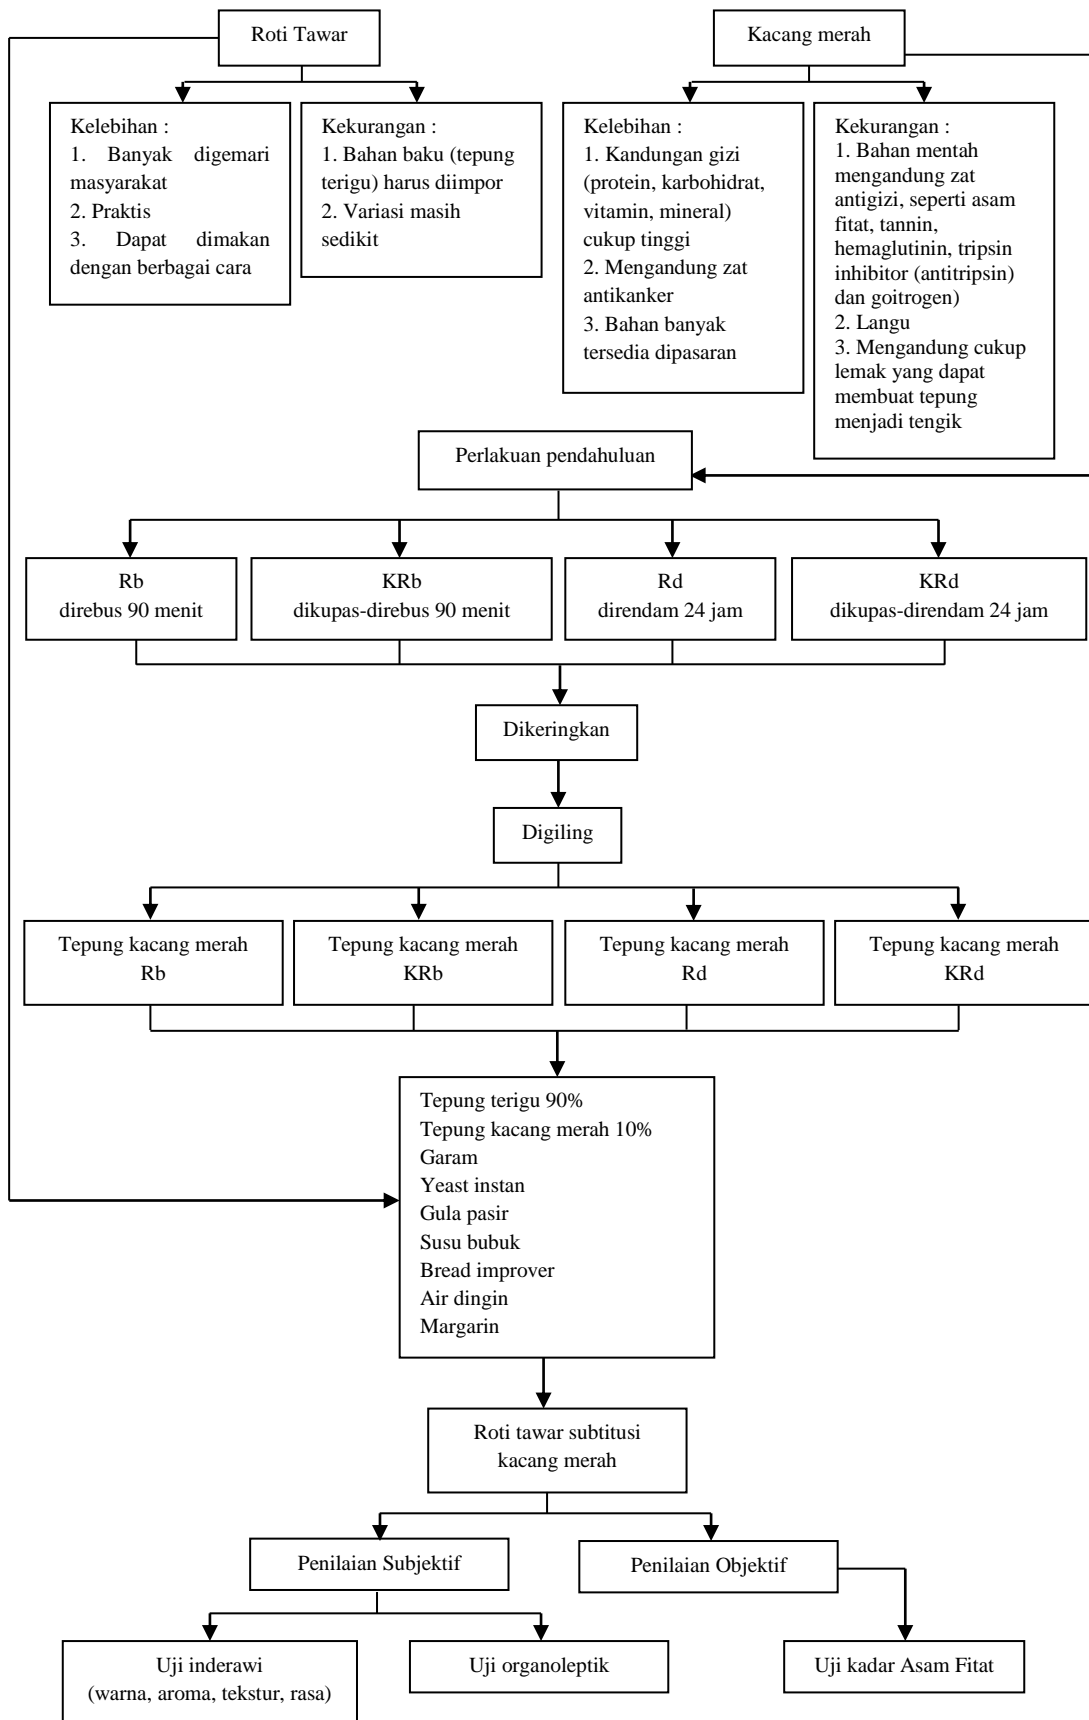 Roti Tawar
Kacang merah
Kelebihan :
1. Banyak digemari
masyarakat
2. Praktis
3. Dapat dimakan
dengan berbagai cara
Kekurangan :
1. Bahan baku (tepung
terigu) harus diimpor
2. Variasi masih
sedikit
Kelebihan :
1. Kandungan gizi
(protein, karbohidrat,
vitamin, mineral)
cukup tinggi
2. Mengandung zat
antikanker
3. Bahan banyak
tersedia dipasaran
Kekurangan :
1. Bahan mentah
mengandung zat
antigizi, seperti asam
fitat, tannin,
hemaglutinin, tripsin
inhibitor (antitripsin)
dan goitrogen)
2. Langu
3. Mengandung cukup
lemak yang dapat
membuat tepung
menjadi tengik
Perlakuan pendahuluan
Rb
direbus 90 menit
KRb
dikupas-direbus 90 menit
Rd
direndam 24 jam
KRd
dikupas-direndam 24 jam
Dikeringkan
Digiling
Tepung kacang merah
Rb
Tepung kacang merah
KRb
Tepung kacang merah
Rd
Tepung kacang merah
KRd
Tepung terigu 90%
Tepung kacang merah 10%
Garam
Yeast instan
Gula pasir
Susu bubuk
Bread improver
Air dingin
Margarin
Roti tawar subtitusi
kacang merah
Penilaian Subjektif
Penilaian Objektif
Uji inderawi
(warna, aroma, tekstur, rasa)
Uji organoleptik
Uji kadar Asam Fitat